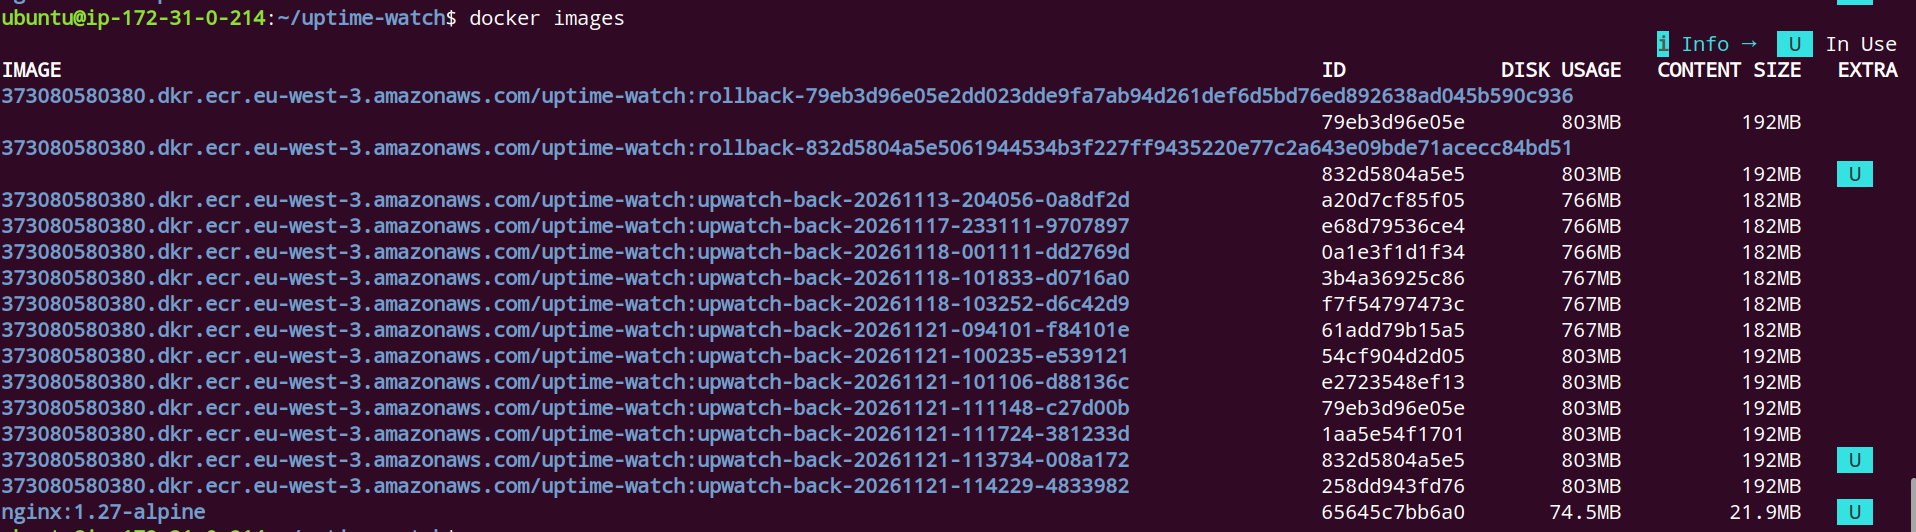 ubuntu@ip-172-31-0-214:~/uptime-watch$ docker images
i Info → U In Use
IMAGE ID DISK USAGE CONTENT SIZE EXTRA
373080580380.dkr.ecr.eu-west-3.amazonaws.com/uptime-watch:rollback-79eb3d96e05e2dd023dde9fa7ab94d261def6d5bd76ed892638ad045b590c936
79eb3d96e05e 803MB 192MB
373080580380.dkr.ecr.eu-west-3.amazonaws.com/uptime-watch:rollback-832d5804a5e5061944534b3f227ff9435220e77c2a643e09bde71acecc84bd51
832d5804a5e5 803MB 192MB U
373080580380.dkr.ecr.eu-west-3.amazonaws.com/uptime-watch:upwatch-back-20261113-204056-0a8df2d a20d7cf85f05 766MB 182MB
373080580380.dkr.ecr.eu-west-3.amazonaws.com/uptime-watch:upwatch-back-20261117-233111-9707897 e68d79536ce4 766MB 182MB
373080580380.dkr.ecr.eu-west-3.amazonaws.com/uptime-watch:upwatch-back-20261118-001111-dd2769d 0a1e3f1d1f34 766MB 182MB
373080580380.dkr.ecr.eu-west-3.amazonaws.com/uptime-watch:upwatch-back-20261118-101833-d0716a0 3b4a36925c86 767MB 182MB
373080580380.dkr.ecr.eu-west-3.amazonaws.com/uptime-watch:upwatch-back-20261118-103252-d6c42d9 f7f54797473c 767MB 182MB
373080580380.dkr.ecr.eu-west-3.amazonaws.com/uptime-watch:upwatch-back-20261121-094101-f84101e 61add79b15a5 767MB 182MB
373080580380.dkr.ecr.eu-west-3.amazonaws.com/uptime-watch:upwatch-back-20261121-100235-e539121 54cf904d2d05 803MB 192MB
373080580380.dkr.ecr.eu-west-3.amazonaws.com/uptime-watch:upwatch-back-20261121-101106-d88136c e2723548ef13 803MB 192MB
373080580380.dkr.ecr.eu-west-3.amazonaws.com/uptime-watch:upwatch-back-20261121-111148-c27d00b 79eb3d96e05e 803MB 192MB
373080580380.dkr.ecr.eu-west-3.amazonaws.com/uptime-watch:upwatch-back-20261121-111724-381233d 1aa5e54f1701 803MB 192MB
373080580380.dkr.ecr.eu-west-3.amazonaws.com/uptime-watch:upwatch-back-20261121-113734-008a172 832d5804a5e5 803MB 192MB U
373080580380.dkr.ecr.eu-west-3.amazonaws.com/uptime-watch:upwatch-back-20261121-114229-4833982 258dd943fd76 803MB 192MB
nginx:1.27-alpine 65645c7bb6a0 74.5MB 21.9MB U